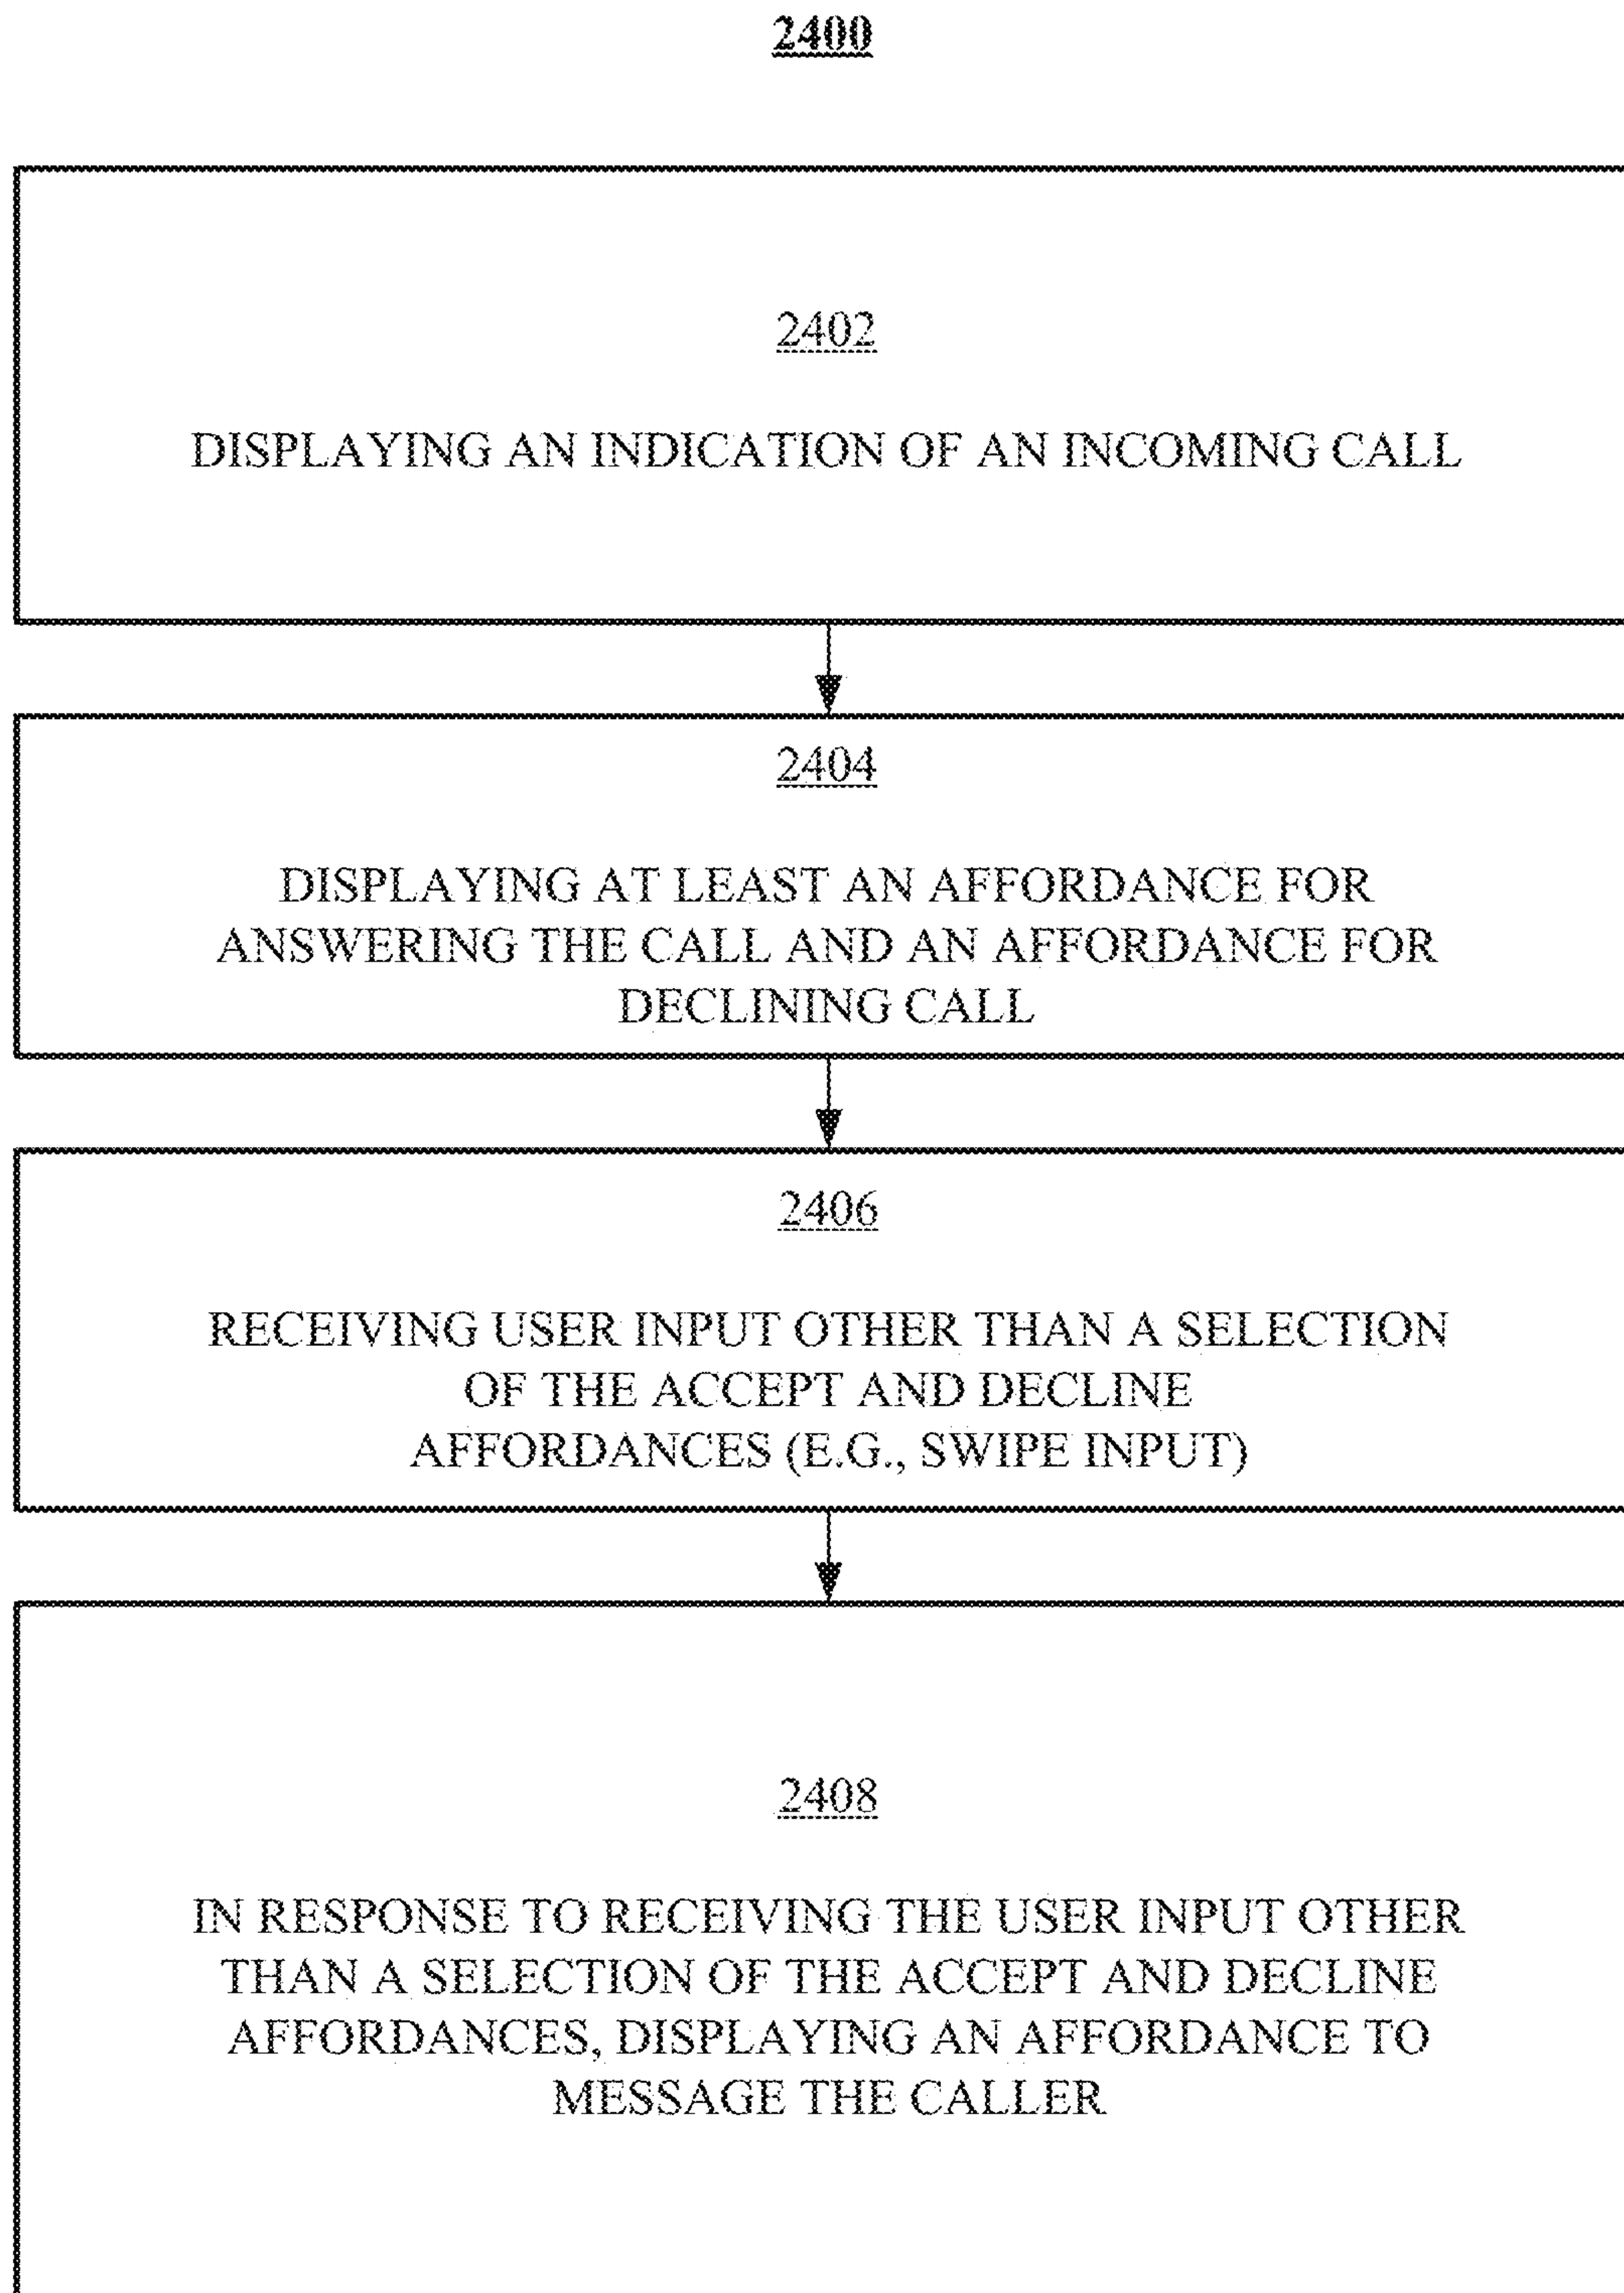 2400
2402
DISPLAYING AN INDICATION OF AN INCOMING CALL
2404
DISPLAYING AT LEAST AN AFFORDANCE FOR
ANSWERING THE CALL AND AN AFFORDANCE FOR
DECLINING CALL
2406
RECEIVING USER INPUT OTHER THAN A SELECTION
OF THE ACCEPT AND DECLINE
AFFORDANCES (E.G., SWIPE INPUT)
2408
IN RESPONSE TO RECEIVING THE USER INPUT OTHER
THAN A SELECTION OF THE ACCEPT AND DECLINE
AFFORDANCES, DISPLAYING AN AFFORDANCE TO
MESSAGE THE CALLER